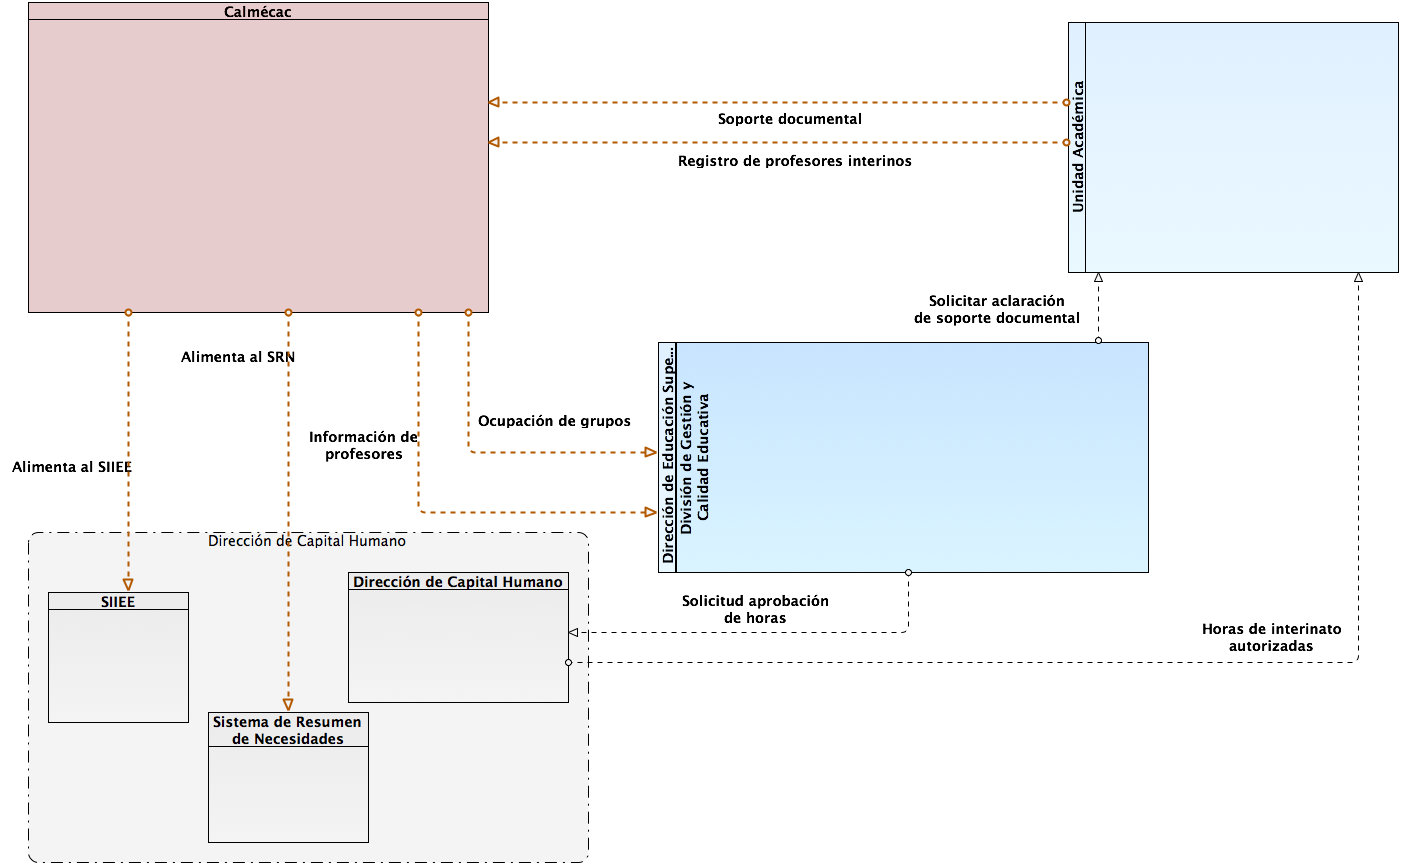 Calmécac
Unidad Académica
Soporte documental
Registro de profesores interinos
Solicitar aclaración
de soporte documental
Alimenta al SRN
Ocupación de grupos
Información de
profesores
Alimenta al SIIEE
Dirección de Educación Supe...
División de Gestión y
Calidad Educativa
Dirección de Capital Humano
Dirección de Capital Humano
SIIEE
Solicitud aprobación
de horas
Horas de interinato
autorizadas
Sistema de Resumen
de Necesidades